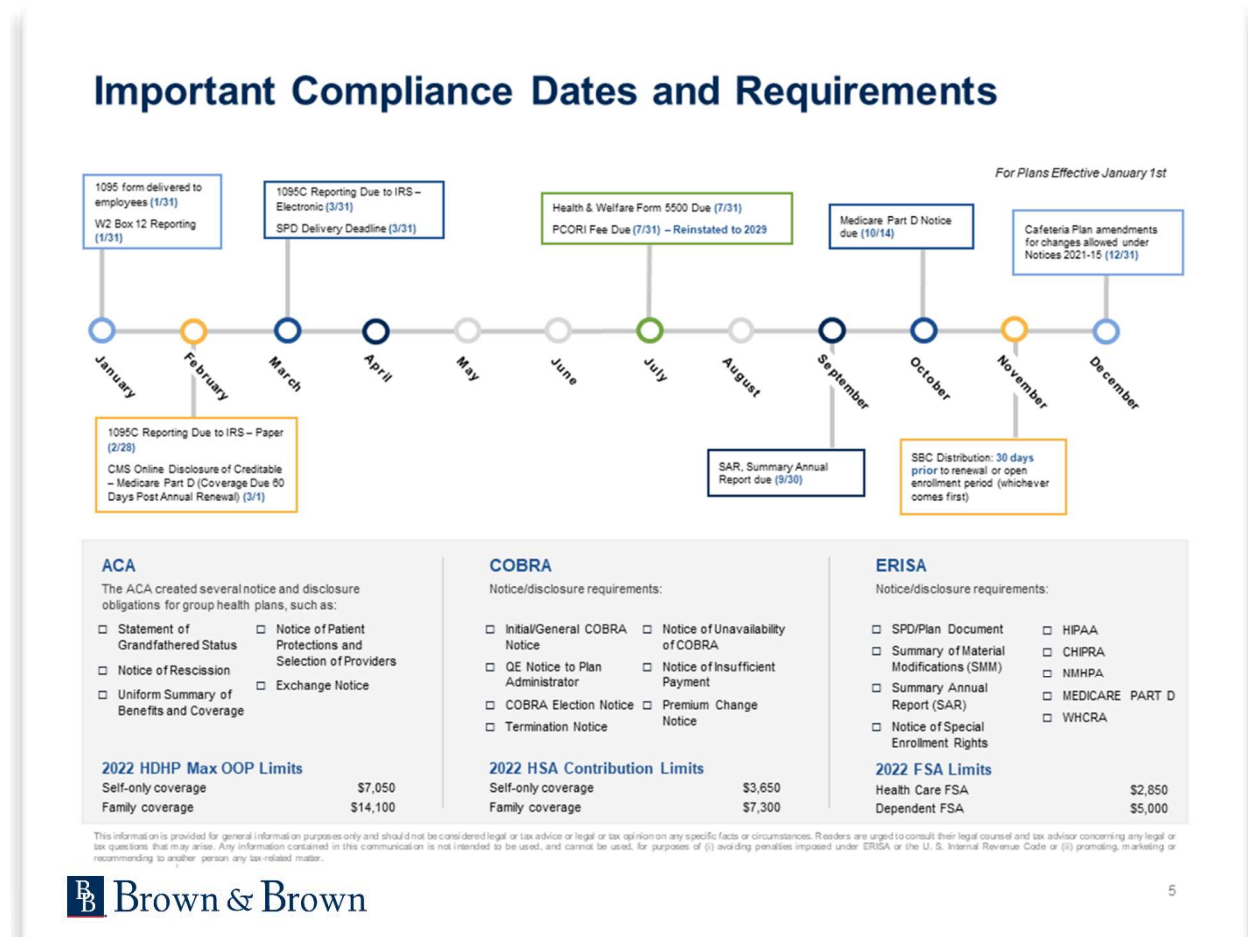 Important Compliance Dates and Requirements
For Plans Effective January 1st
1095 form delivered to
employees (1/31)
W2 Box 12 Reporting
(1/31)
1095C Reporting Due to IRS –
Electronic (3/31)
SPD Delivery Deadline (3/31)
Health & Welfare Form 5500 Due (7/31)
PCORI Fee Due (7/31) – Reinstated to 2029
Medicare Part D Notice
due (10/14)
Cafeteria Plan amendments
for changes allowed under
Notices 2021-15 (12/31)
January
February
March
April
May
June
July
August
September
October
November
December
1095C Reporting Due to IRS – Paper
(2/28)
CMS Online Disclosure of Creditable
– Medicare Part D (Coverage Due 60
Days Post Annual Renewal) (3/1)
SAR, Summary Annual
Report due (9/30)
SBC Distribution: 30 days
prior to renewal or open
enrollment period (whichever
comes first)
ACA
The ACA created several notice and disclosure
obligations for group health plans, such as:
Statement of
Grandfathered Status
Notice of Rescission
Uniform Summary of
Benefits and Coverage
Notice of Patient
Protections and
Selection of Providers
Exchange Notice
2022 HDHP Max OOP Limits
Self-only coverage $7,050
Family coverage $14,100
COBRA
Notice/disclosure requirements:
Initial/General COBRA
Notice
QE Notice to Plan
Administrator
COBRA Election Notice
Termination Notice
Notice of Unavailability
of COBRA
Notice of Insufficient
Payment
Premium Change
Notice
2022 HSA Contribution Limits
Self-only coverage $3,650
Family coverage $7,300
ERISA
Notice/disclosure requirements:
SPD/Plan Document
Summary of Material
Modifications (SMM)
Summary Annual
Report (SAR)
Notice of Special
Enrollment Rights
HIPAA
CHIPRA
NMHPA
MEDICARE PART D
WHCRA
2022 FSA Limits
Health Care FSA $2,850
Dependent FSA $5,000
This information is provided for general information purposes only and should not be considered legal or tax advice or legal or tax opinion on any specific facts or circumstances. Readers are urged to consult their legal counsel and tax advisor concerning any legal or
tax questions that may arise. Any information contained in this communication is not intended to be used, and cannot be used, for purposes of (i) avoiding penalties imposed under ERISA or the U. S. Internal Revenue Code or (ii) promoting, marketing or
recommending to another person any tax-related matter.
BB Brown & Brown
5